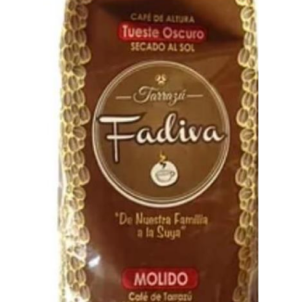 CAFÉ DE ALTURA
Tueste Oscuro
SECADO AL SOL
Tarrazú
Fadiva
"De Nuestra Familia
a la Suya"
MOLIDO
Café de Tarrazú